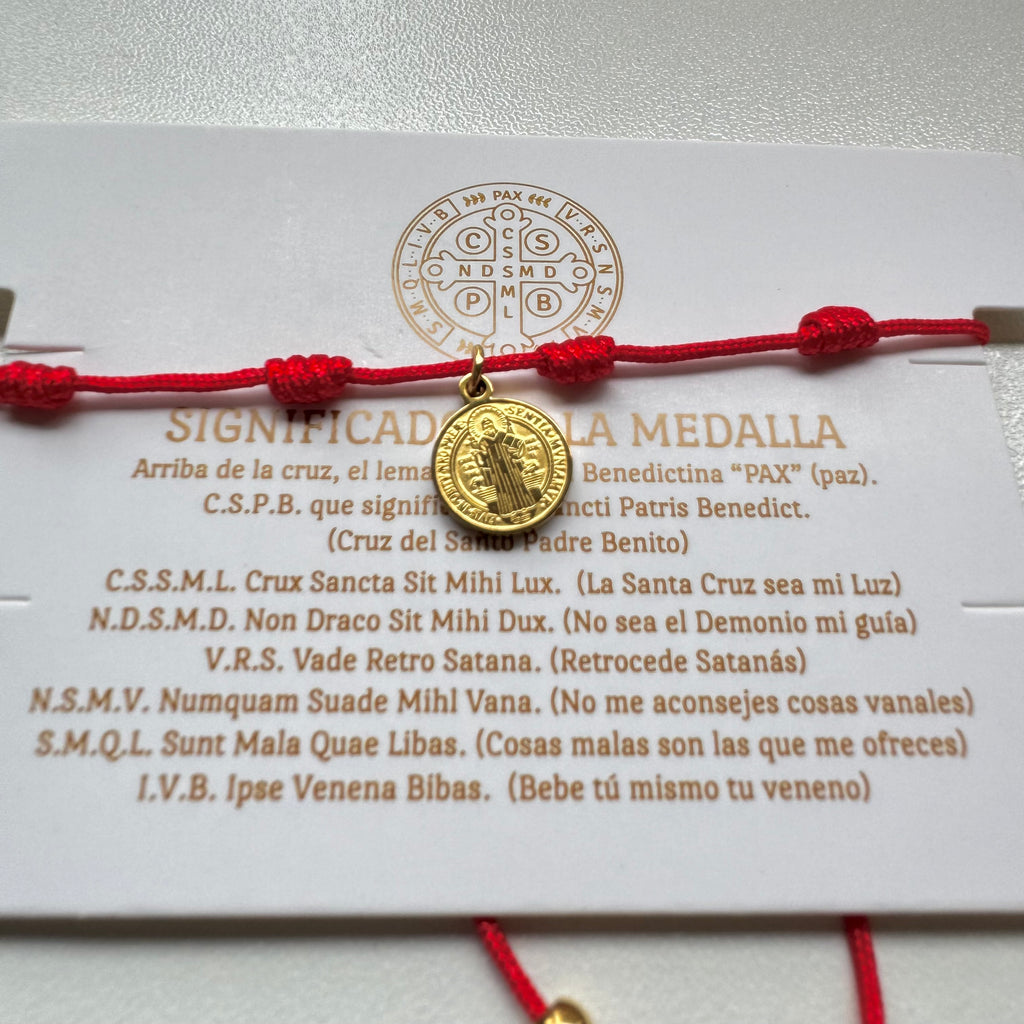 PAX
V · R · S N · S · M · V
S · M · Q · L · I · V · B
C S
C
S
S
N D S M D
M
L
P B
SIGNIFICADO LA MEDALLA
Arriba de la cruz, el lema Benedictina “PAX” (paz).
C.S.P.B. que Patris Benedict.
(Cruz del Santo Padre Benito)
C.S.S.M.L. Crux Sancta Sit Mihi Lux. (La Santa Cruz sea mi Luz)
N.D.S.M.D. Non Draco Sit Mihi Dux. (No sea el Demonio mi guía)
V.R.S. Vade Retro Satana. (Retrocede Satanás)
N.S.M.V. Numquam Suade Mihl Vana. (No me aconsejes cosas vanales)
S.M.Q.L. Sunt Mala Quae Libas. (Cosas malas son las que me ofreces)
I.V.B. Ipse Venena Bibas. (Bebe tú mismo tu veneno)